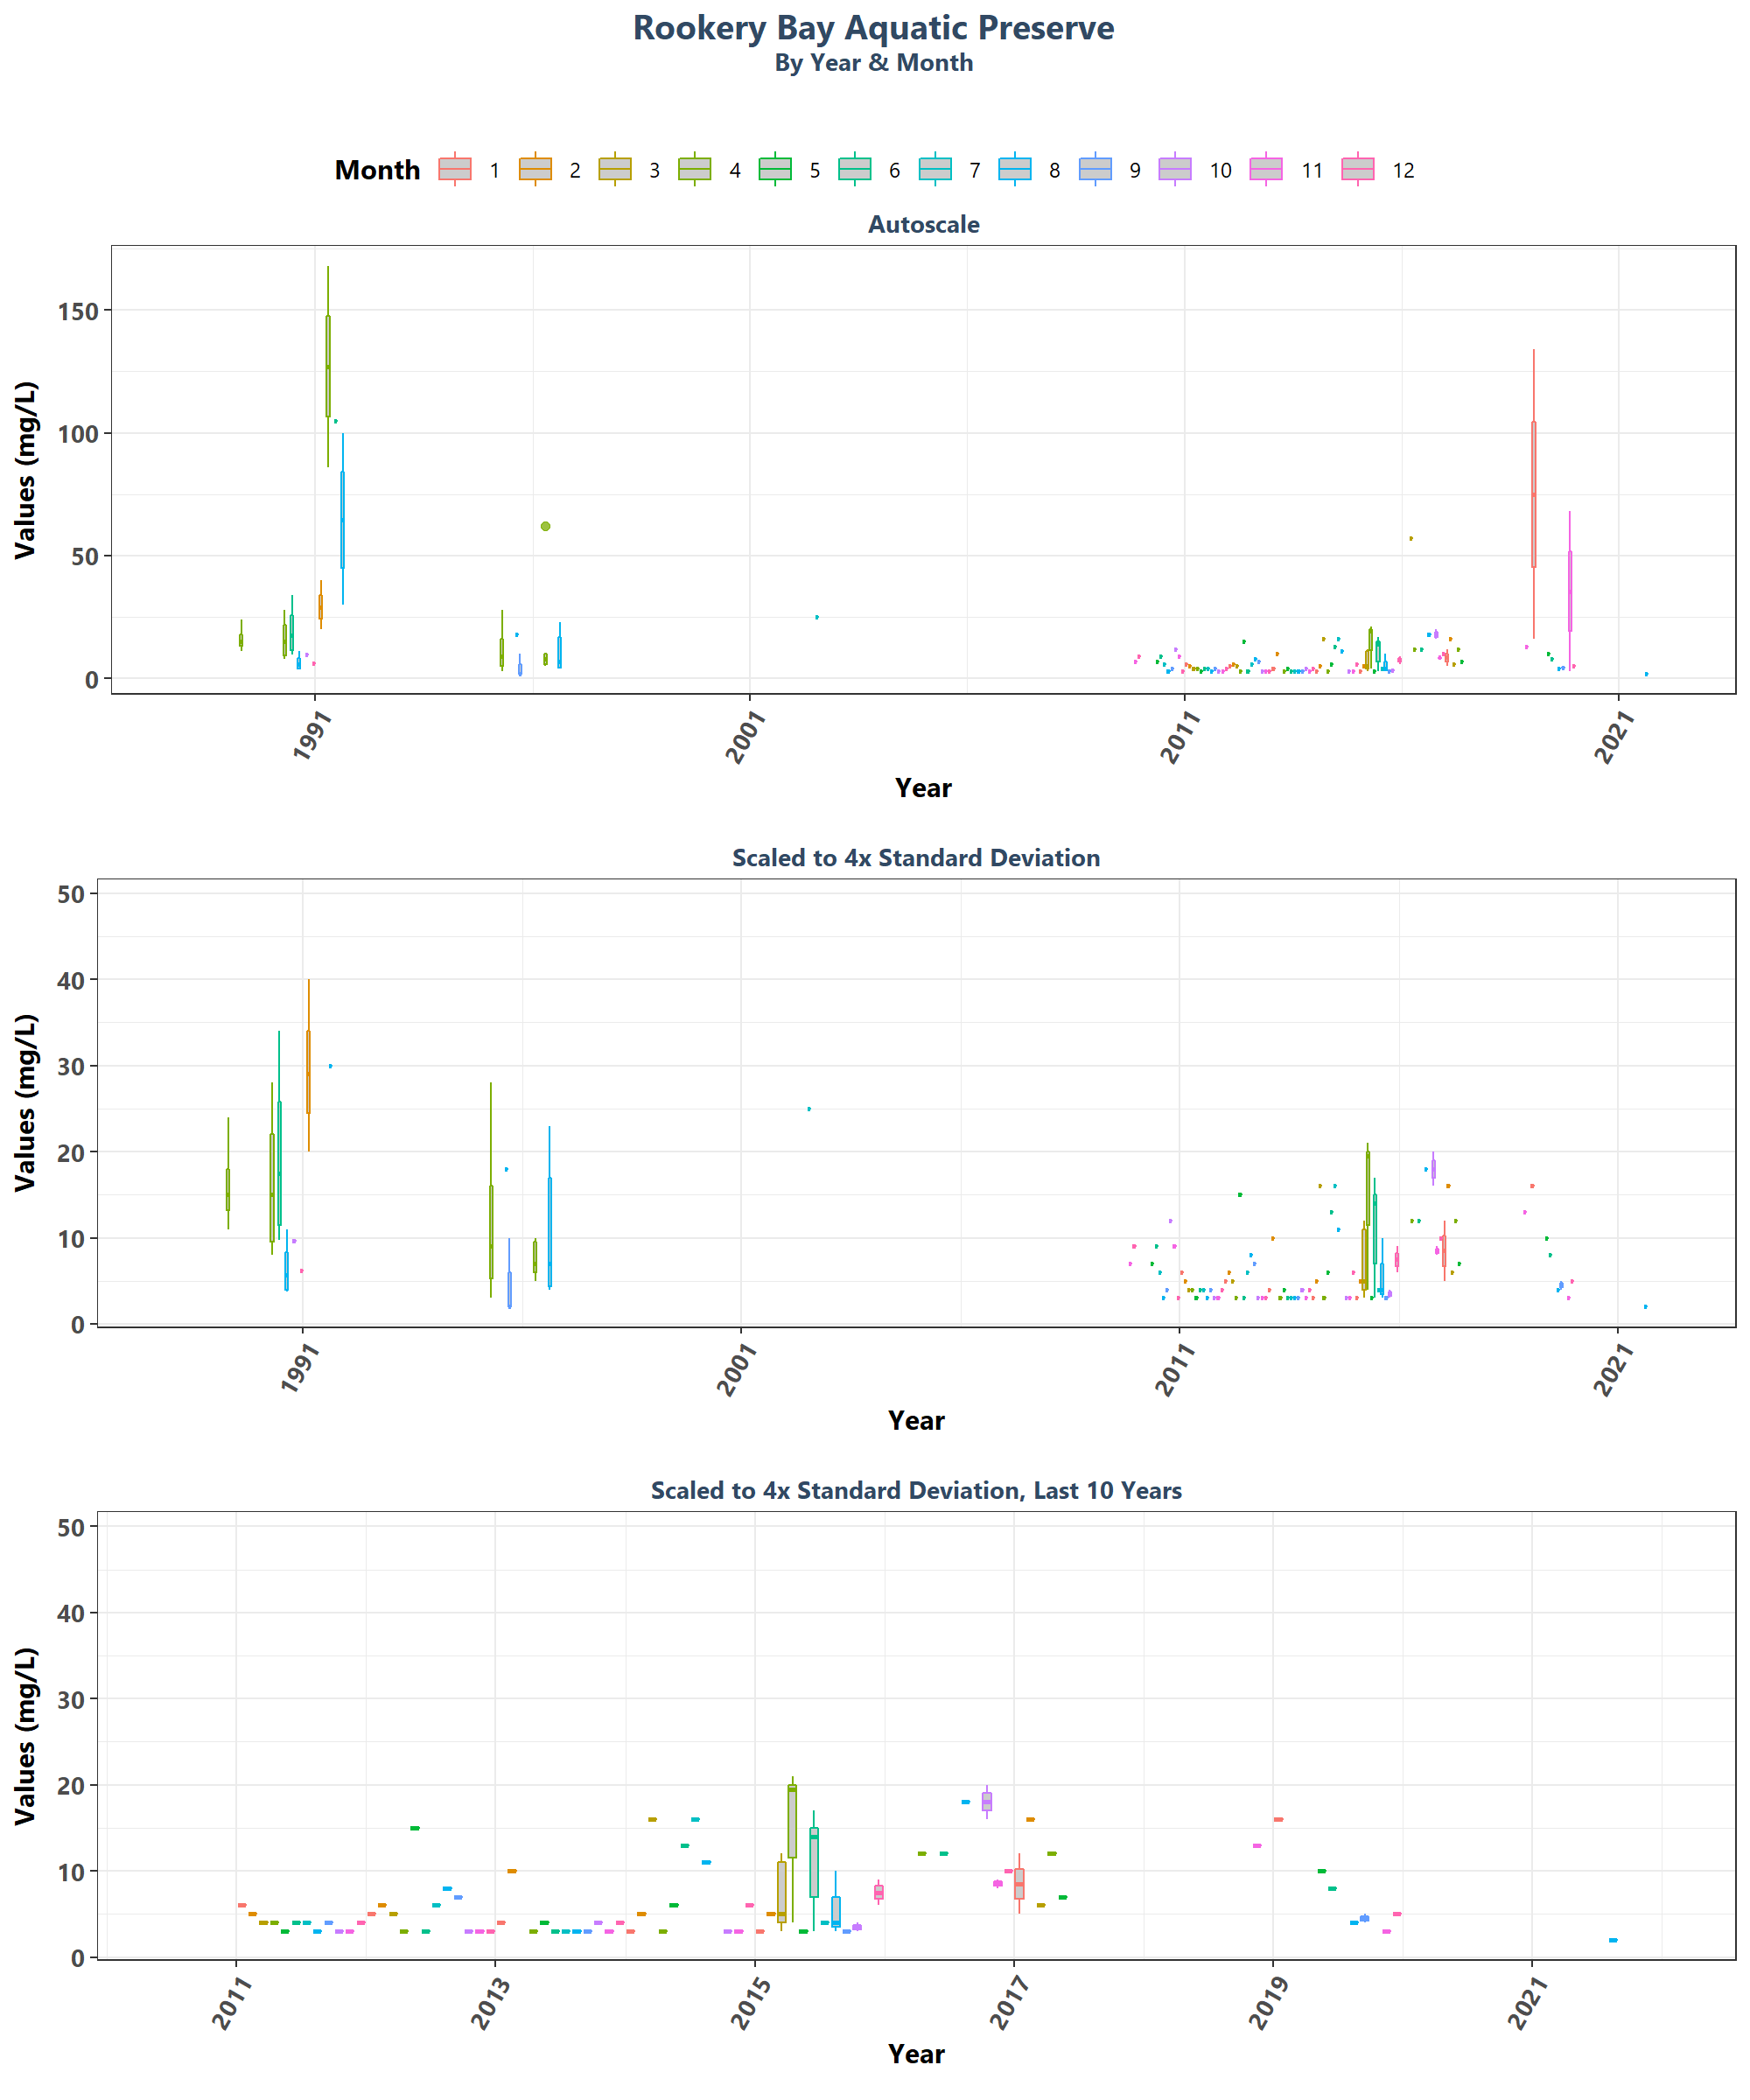 Rookery Bay Aquatic Preserve
By Year & Month
Month 1 2 3 4 5 6 7 8 9 10 11 12
Autoscale
Values (mg/L)
150
100
50
0
1991 2001 2011 2021
Year
Scaled to 4x Standard Deviation
Values (mg/L)
50
40
30
20
10
0
1991 2001 2011 2021
Year
Scaled to 4x Standard Deviation, Last 10 Years
Values (mg/L)
50
40
30
20
10
0
2011 2013 2015 2017 2019 2021
Year